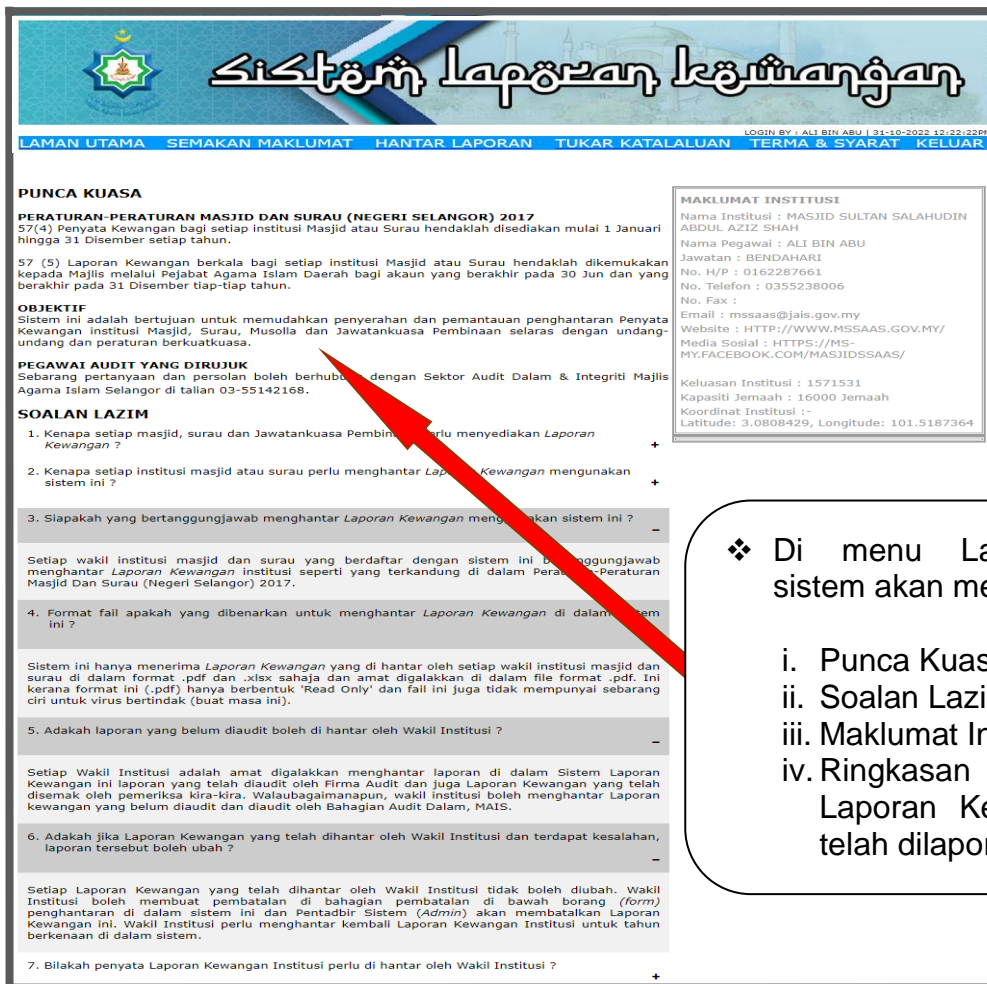 Sistem laporan kewangan
LOGIN BY : ALI BIN ABU | 31-10-2022 12:22:22PM
LAMAN UTAMA SEMAKAN MAKLUMAT HANTAR LAPORAN TUKAR KATALALUAN TERMA & SYARAT KELUAR
PUNCA KUASA
PERATURAN-PERATURAN MASJID DAN SURAU (NEGERI SELANGOR) 2017
57(4) Penyata Kewangan bagi setiap institusi Masjid atau Surau hendaklah disediakan mulai 1 Januari
hingga 31 Disember setiap tahun.
57 (5) Laporan Kewangan berkala bagi setiap institusi Masjid atau Surau hendaklah dikemukakan
kepada Majlis melalui Pejabat Agama Islam Daerah bagi akaun yang berakhir pada 30 Jun dan yang
berakhir pada 31 Disember tiap-tiap tahun.
OBJEKTIF
Sistem ini adalah bertujuan untuk memudahkan penyerahan dan pemantauan penghantaran Penyata
Kewangan institusi Masjid, Surau, Musolla dan Jawatankuasa Pembinaan selaras dengan undang-
undang dan peraturan berkuatkuasa.
PEGAWAI AUDIT YANG DIRUJUK
Sebarang pertanyaan dan persolan boleh berhubung dengan Sektor Audit Dalam & Integriti Majlis
Agama Islam Selangor di talian 03-55142168.
SOALAN LAZIM
1. Kenapa setiap masjid, surau dan Jawatankuasa Pembinaan perlu menyediakan Laporan
Kewangan ? +
2. Kenapa setiap institusi masjid atau surau perlu menghantar Laporan Kewangan mengunakan
sistem ini ? +
3. Siapakah yang bertanggungjawab menghantar Laporan Kewangan menggunakan sistem ini ?
–
Setiap wakil institusi masjid dan surau yang berdaftar dengan sistem ini bertanggungjawab
menghantar Laporan Kewangan institusi seperti yang terkandung di dalam Peraturan-Peraturan
Masjid Dan Surau (Negeri Selangor) 2017.
4. Format fail apakah yang dibenarkan untuk menghantar Laporan Kewangan di dalam sistem
ini ?
Sistem ini hanya menerima Laporan Kewangan yang di hantar oleh setiap wakil institusi masjid dan
surau di dalam format .pdf dan .xlsx sahaja dan amat digalakkan di dalam file format .pdf. Ini
kerana format ini (.pdf) hanya berbentuk 'Read Only' dan fail ini juga tidak mempunyai sebarang
ciri untuk virus bertindak (buat masa ini).
5. Adakah laporan yang belum diaudit boleh di hantar oleh Wakil Institusi ?
–
Setiap Wakil Institusi adalah amat digalakkan menghantar laporan di dalam Sistem Laporan
Kewangan ini laporan yang telah diaudit oleh Firma Audit dan juga Laporan Kewangan yang telah
disemak oleh pemeriksa kira-kira. Walaubagaimanapun, wakil institusi boleh menghantar Laporan
kewangan yang belum diaudit dan diaudit oleh Bahagian Audit Dalam, MAIS.
6. Adakah jika Laporan Kewangan yang telah dihantar oleh Wakil Institusi dan terdapat kesalahan,
laporan tersebut boleh ubah ?
–
Setiap Laporan Kewangan yang telah dihantar oleh Wakil Institusi tidak boleh diubah. Wakil
Institusi boleh membuat pembatalan di bahagian pembatalan di bawah borang (form)
penghantaran di dalam sistem ini dan Pentadbir Sistem (Admin) akan membatalkan Laporan
Kewangan ini. Wakil Institusi perlu menghantar kembali Laporan Kewangan Institusi untuk tahun
berkenaan di dalam sistem.
7. Bilakah penyata Laporan Kewangan Institusi perlu di hantar oleh Wakil Institusi ?
+
MAKLUMAT INSTITUSI
Nama Institusi : MASJID SULTAN SALAHUDIN
ABDUL AZIZ SHAH
Nama Pegawai : ALI BIN ABU
Jawatan : BENDAHARI
No. H/P : 0162287661
No. Telefon : 0355238006
No. Fax :
Email : mssaas@jais.gov.my
Website : HTTP://WWW.MSSAAS.GOV.MY/
Media Sosial : HTTPS://MS-
MY.FACEBOOK.COM/MASJIDSSAAS/
Keluasan Institusi : 1571531
Kapasiti Jemaah : 16000 Jemaah
Koordinat Institusi :-
Latitude: 3.0808429, Longitude: 101.5187364
❖ Di menu La
sistem akan me
i. Punca Kuas
ii. Soalan Lazi
iii. Maklumat In
iv. Ringkasan
Laporan Ke
telah dilapor